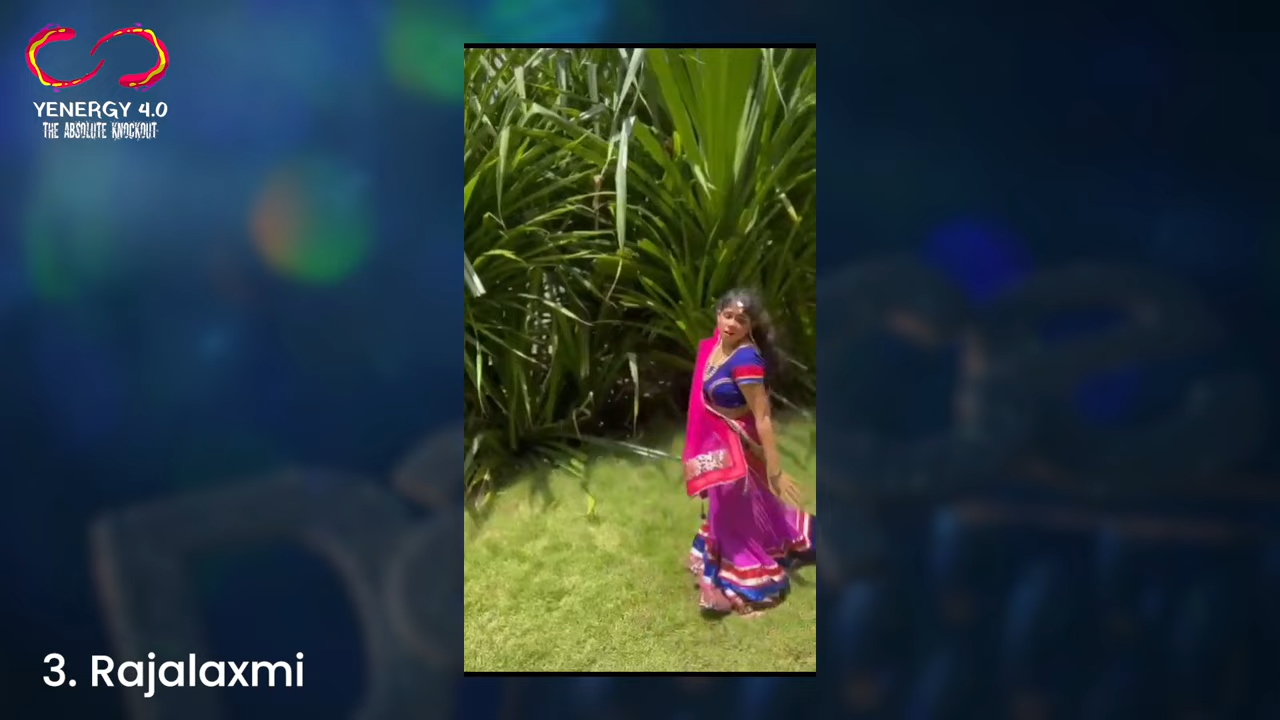 YENERGY 4.0
THE ABSOLUTE KNOCKOUT
3. Rajalaxmi